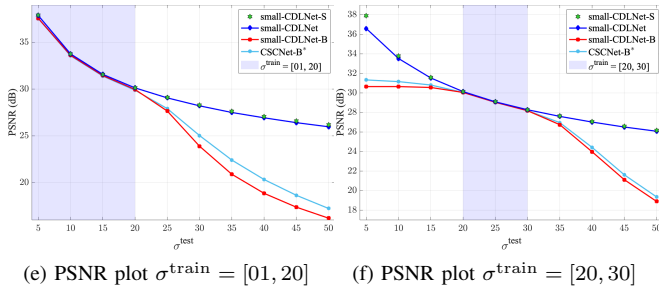 small-CDLNet-S
small-CDLNet
small-CDLNet-B
CSCNet-B*
σtrain = [01, 20]
PSNR (dB)
35
30
25
20
5 10 15 20 25 30 35 40 45 50
σtest
(e) PSNR plot σtrain = [01, 20]
small-CDLNet-S
small-CDLNet
small-CDLNet-B
CSCNet-B*
σtrain = [20, 30]
PSNR (dB)
38
36
34
32
30
28
26
24
22
20
18
5 10 15 20 25 30 35 40 45 50
σtest
(f) PSNR plot σtrain = [20, 30]